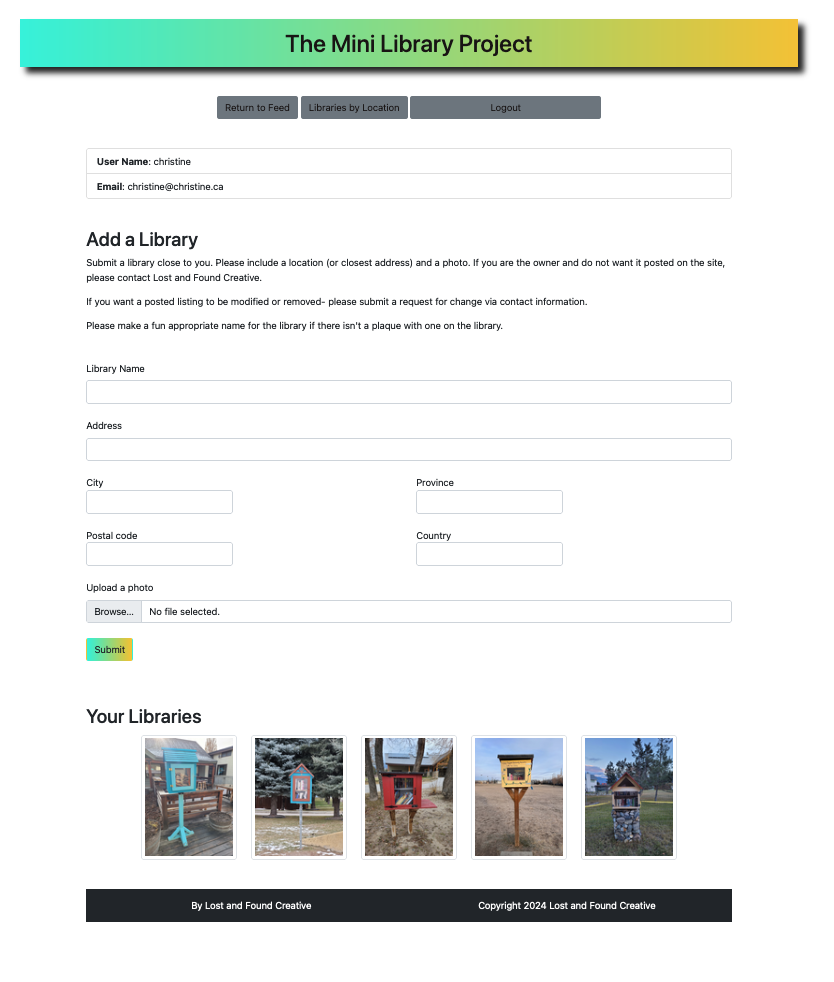 The Mini Library Project
Return to Feed
Libraries by Location
Logout
User Name: christine
Email: christine@christine.ca
Add a Library
Submit a library close to you. Please include a location (or closest address) and a photo. If you are the owner and do not want it posted on the site,
please contact Lost and Found Creative.
If you want a posted listing to be modified or removed- please submit a request for change via contact information.
Please make a fun appropriate name for the library if there isn't a plaque with one on the library.
Library Name
Address
City
Province
Postal code
Country
Upload a photo
Browse... No file selected.
Submit
Your Libraries
By Lost and Found Creative
Copyright 2024 Lost and Found Creative